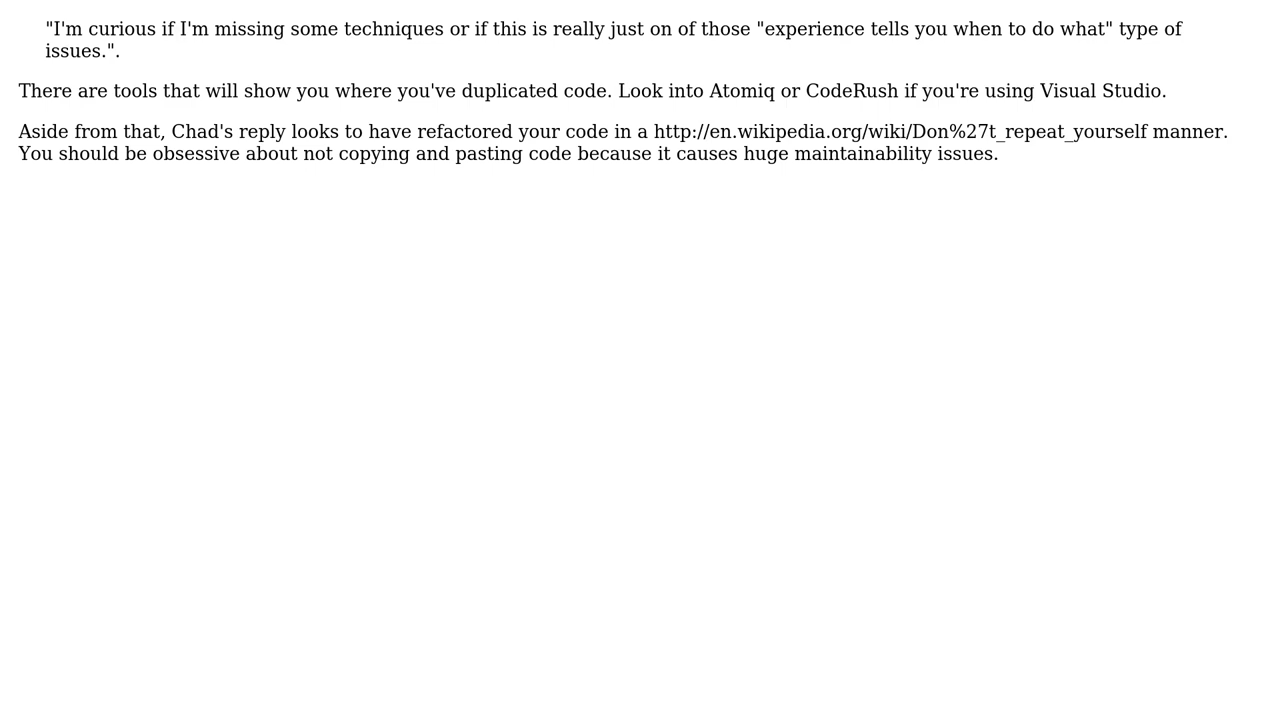 "I'm curious if I'm missing some techniques or if this is really just on of those "experience tells you when to do what" type of
issues.".
There are tools that will show you where you've duplicated code. Look into Atomiq or CodeRush if you're using Visual Studio.
Aside from that, Chad's reply looks to have refactored your code in a http://en.wikipedia.org/wiki/Don%27t_repeat_yourself manner.
You should be obsessive about not copying and pasting code because it causes huge maintainability issues.